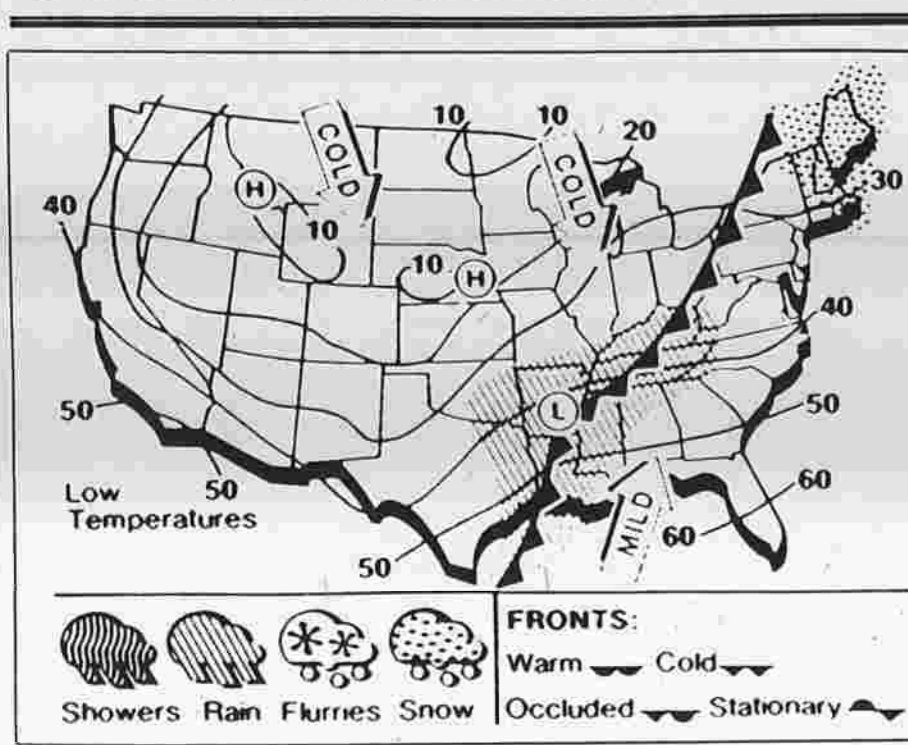 10
10
20
COLD
COLD
H
30
40
10
10
H
40
50
L
50
50
60
Low
Temperatures
MILD
60
50
FRONTS:
Warm Cold
Showers Rain Flurries Snow
Occluded Stationary